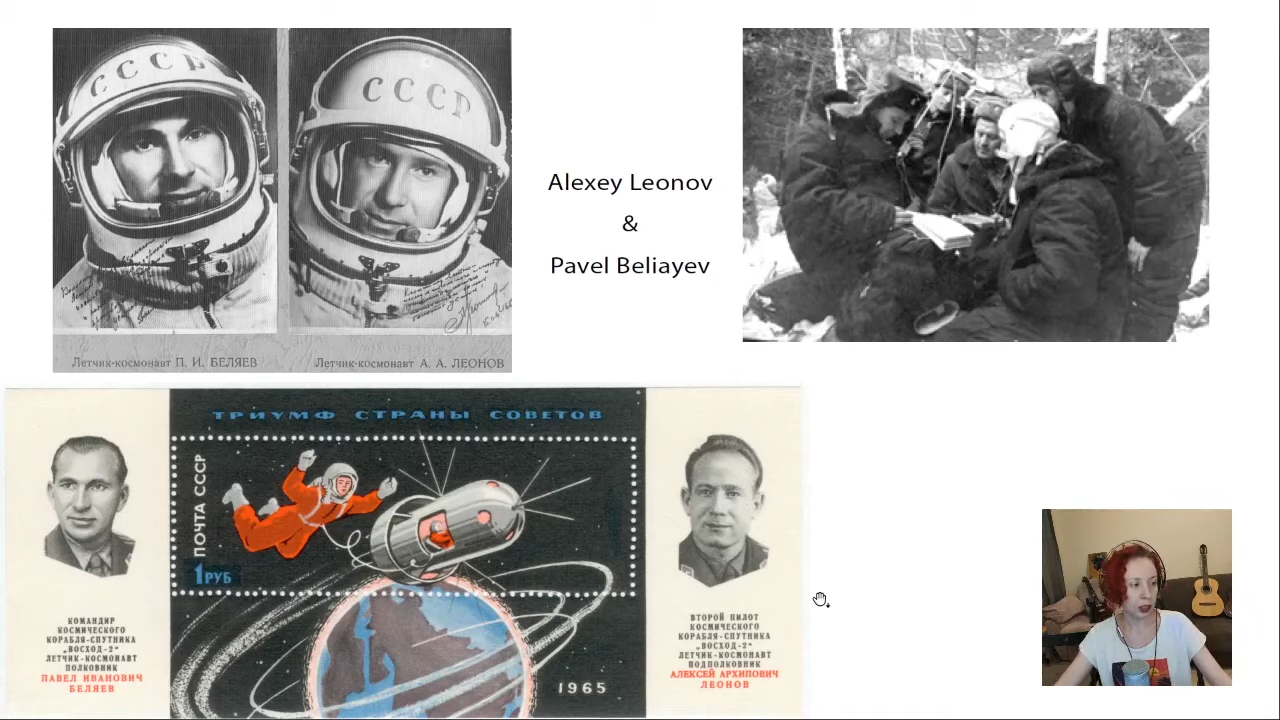 СССР
СССР
Летчик-космонавт П. И. БЕЛЯЕВ
Летчик-космонавт А. А. ЛЕОНОВ
Alexey Leonov
&
Pavel Beliayev
ТРИУМФ СТРАНЫ СОВЕТОВ
ПОЧТА СССР
1 РУБ
1965
КОМАНДИР
КОСМИЧЕСКОГО
КОРАБЛЯ-СПУТНИКА
„ВОСХОД-2“
ЛЕТЧИК-КОСМОНАВТ
ПОЛКОВНИК
ПАВЕЛ ИВАНОВИЧ
БЕЛЯЕВ
ВТОРОЙ ПИЛОТ
КОСМИЧЕСКОГО
КОРАБЛЯ-СПУТНИКА
„ВОСХОД-2“
ЛЕТЧИК-КОСМОНАВТ
ПОДПОЛКОВНИК
АЛЕКСЕЙ АРХИПОВИЧ
ЛЕОНОВ